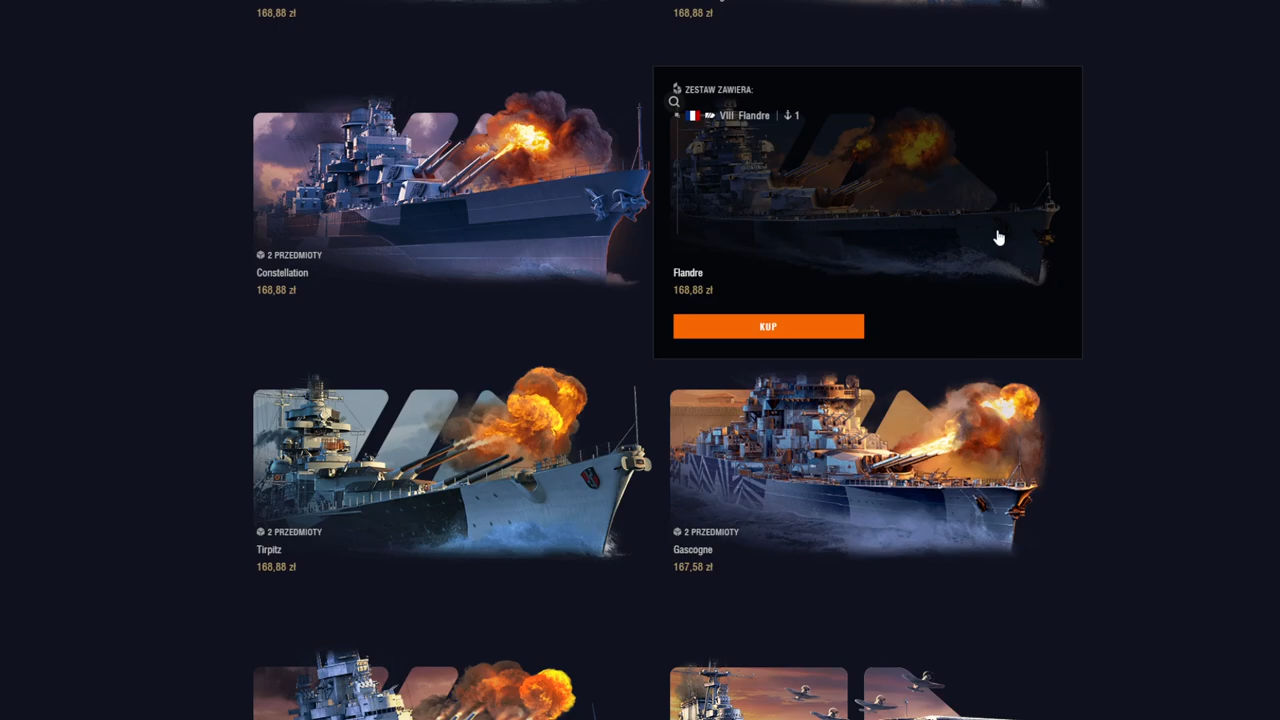 168,88 zł
168,88 zł
ZESTAW ZAWIERA:
VIII Flandre | 1
2 PRZEDMIOTY
Constellation
168,88 zł
Flandre
168,88 zł
KUP
2 PRZEDMIOTY
Tirpitz
168,88 zł
2 PRZEDMIOTY
Gascogne
167,58 zł